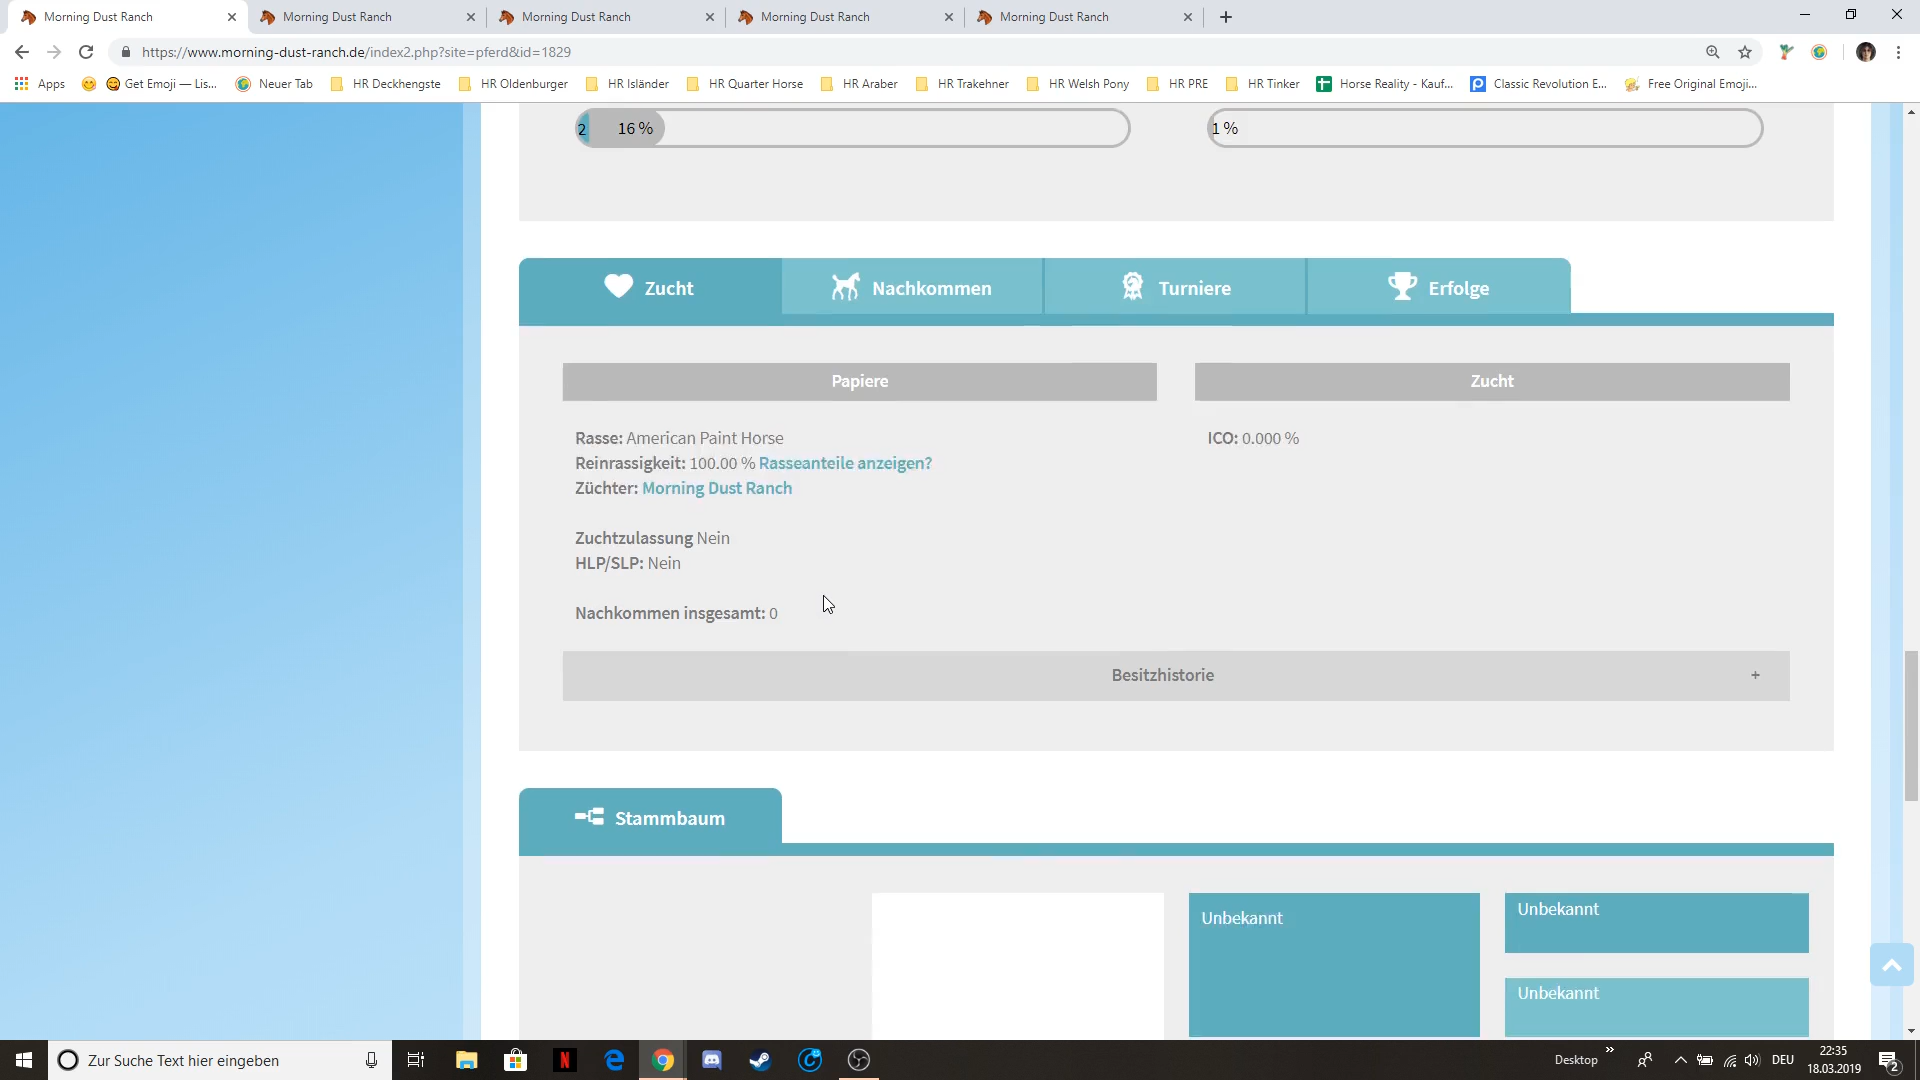 Morning Dust Ranch
Morning Dust Ranch
Morning Dust Ranch
Morning Dust Ranch
Morning Dust Ranch
https://www.morning-dust-ranch.de/index2.php?site=pferd&id=1829
Apps
Get Emoji — Lis...
Neuer Tab
HR Deckhengste
HR Oldenburger
HR Isländer
HR Quarter Horse
HR Araber
HR Trakehner
HR Welsh Pony
HR PRE
HR Tinker
Horse Reality - Kauf...
Classic Revolution E...
Free Original Emoji...
2 16 %
1 %
Zucht
Nachkommen
Turniere
Erfolge
Papiere
Zucht
Rasse: American Paint Horse
ICO: 0.000 %
Reinrassigkeit: 100.00 % Rasseanteile anzeigen?
Züchter: Morning Dust Ranch
Zuchtzulassung Nein
HLP/SLP: Nein
Nachkommen insgesamt: 0
Besitzhistorie +
Stammbaum
Unbekannt
Unbekannt
Unbekannt
Zur Suche Text hier eingeben
Desktop
DEU
22:35
18.03.2019
2